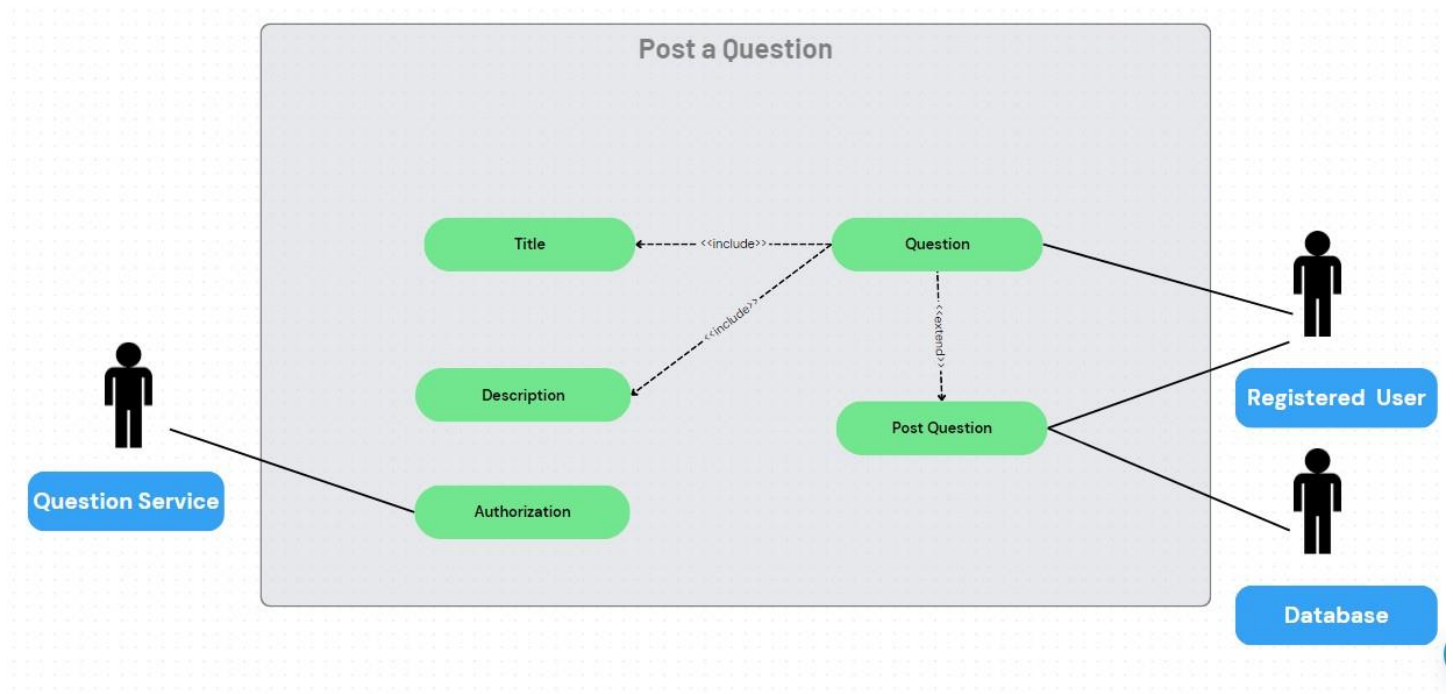 Post a Question
Title
<<include>>
Question
<<include>>
<<extend>>
Description
Registered User
Post Question
Question Service
Authorization
Database